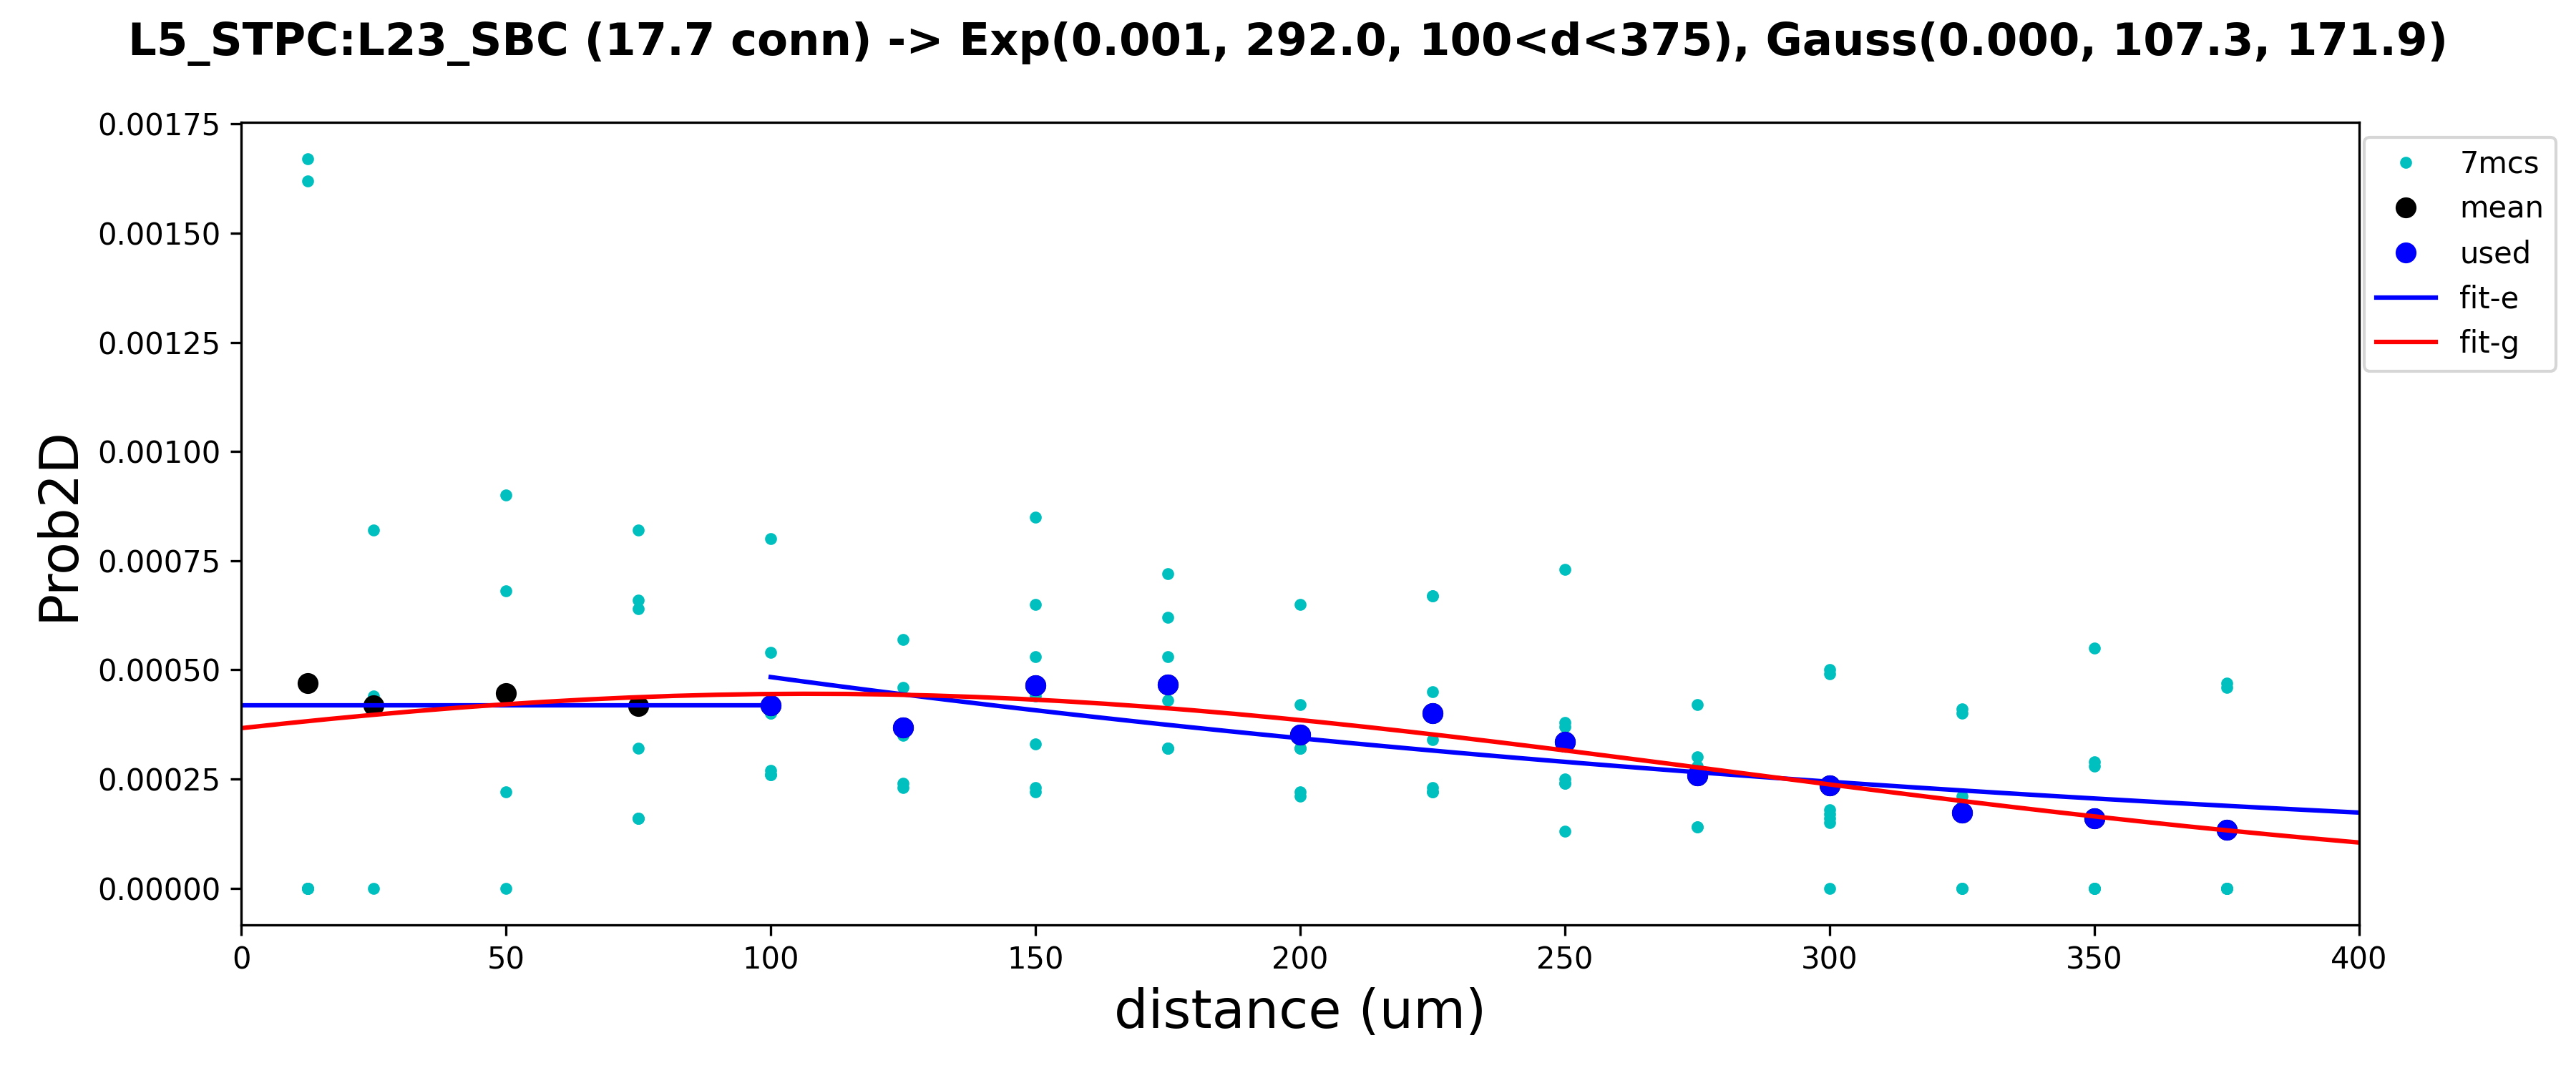 L5_STPC:L23_SBC (17.7 conn) -> Exp(0.001, 292.0, 100<d<375), Gauss(0.000, 107.3, 171.9)
0.00175
0.00150
0.00125
0.00100
0.00075
0.00050
0.00025
0.00000
Prob2D
0 50 100 150 200 250 300 350 400
distance (um)
7mcs
mean
used
fit-e
fit-g